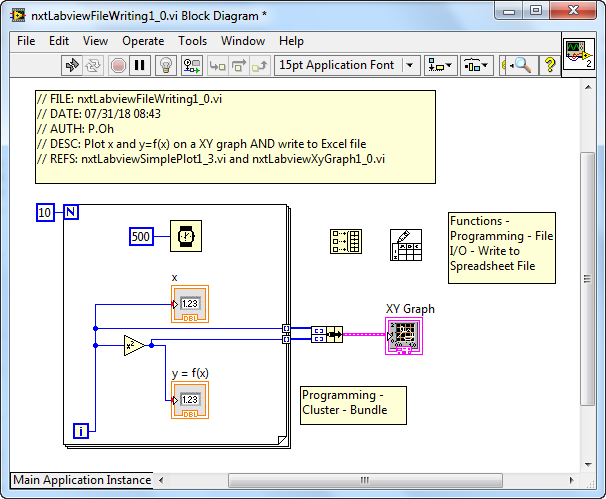 nxtLabviewFileWriting1_0.vi Block Diagram *
File Edit View Operate Tools Window Help
15pt Application Font
2
// FILE: nxtLabviewFileWriting1_0.vi
// DATE: 07/31/18 08:43
// AUTH: P.Oh
// DESC: Plot x and y=f(x) on a XY graph AND write to Excel file
// REFS: nxtLabviewSimplePlot1_3.vi and nxtLabviewXyGraph1_0.vi
10 N
500
Functions -
Programming - File
I/O - Write to
Spreadsheet File
x
1.23
DBL
XY Graph
x²
y = f(x)
1.23
DBL
Programming -
Cluster - Bundle
i
Main Application Instance